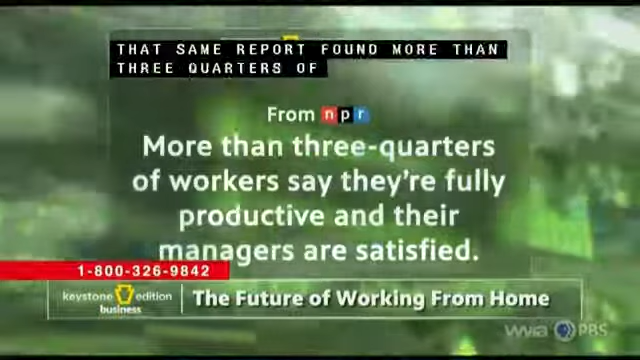 THAT SAME REPORT FOUND MORE THAN
THREE QUARTERS OF
From npr
More than three-quarters
of workers say they're fully
productive and their
managers are satisfied.
1-800-326-9842
keystone edition
business
The Future of Working From Home
wvia PBS